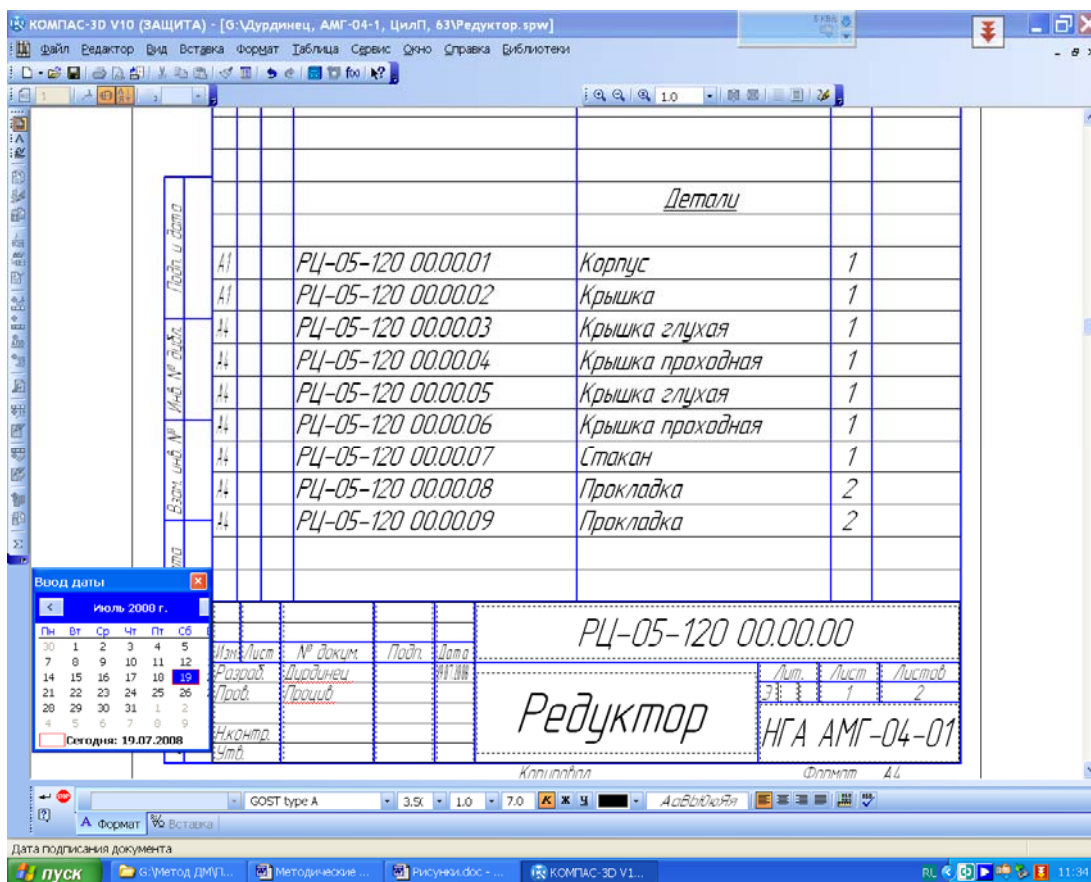 КОМПАС-3D V10 (ЗАЩИТА) - [G:\Дурдинец, АМГ-04-1, ЦилП, 63\Редуктор.spw]
Файл Редактор Вид Вставка Формат Таблица Сервис Окно Справка Библиотеки
1 1.0
Детали
А1 РЦ-05-120 00.00.01 Корпус 1
А1 РЦ-05-120 00.00.02 Крышка 1
А4 РЦ-05-120 00.00.03 Крышка глухая 1
А4 РЦ-05-120 00.00.04 Крышка проходная 1
А4 РЦ-05-120 00.00.05 Крышка глухая 1
А4 РЦ-05-120 00.00.06 Крышка проходная 1
А4 РЦ-05-120 00.00.07 Стакан 1
А4 РЦ-05-120 00.00.08 Прокладка 2
А4 РЦ-05-120 00.00.09 Прокладка 2
Подп. и дата
Инв. № дубл.
Взам. инв. №
Ввод даты
Июль 2008 г.
Пн Вт Ср Чт Пт Сб
30 1 2 3 4 5
7 8 9 10 11 12
14 15 16 17 18 19
21 22 23 24 25 26
28 29 30 31 1 2
4 5 6 7 8 9
Сегодня: 19.07.2008
РЦ-05-120 00.00.00
Изм. Лист № докум. Подп. Дата
Разраб. Дурдинец
Пров. Процив
Н.контр.
Утв.
Редуктор
Лит. Лист Листов
Э 1 2
НГА АМГ-04-01
Копировал Формат А4
GOST type A 3.5 1.0 7.0 К Ж Ч АаВbБбЯя
Формат Вставка
Дата подписания документа
пуск G:\Метод ДМ\П... Методические ... Рисунки.doc - ... КОМПАС-3D V1... RL 11:34